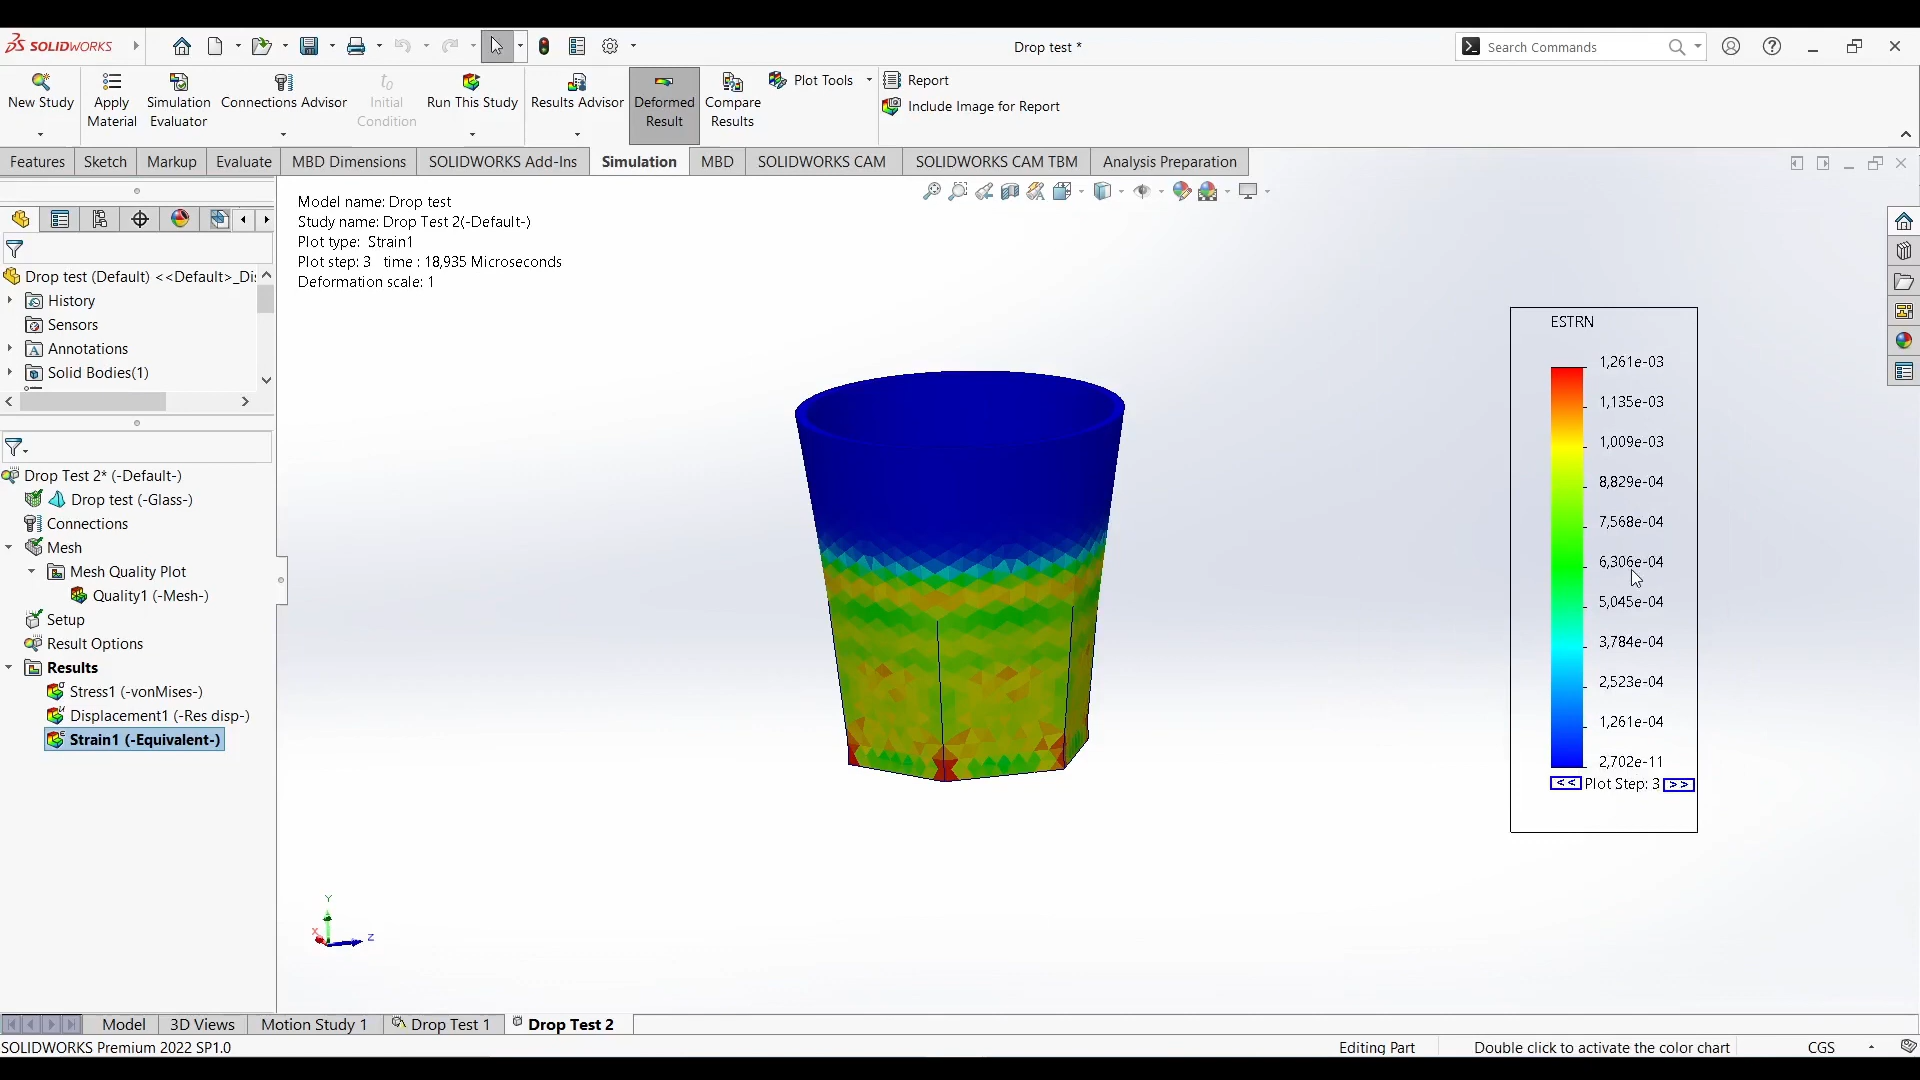 SOLIDWORKS
Drop test *
Search Commands
New Study
Apply Material
Simulation Evaluator
Connections Advisor
Initial Condition
Run This Study
Results Advisor
Deformed Result
Compare Results
Plot Tools
Report
Include Image for Report
Features
Sketch
Markup
Evaluate
MBD Dimensions
SOLIDWORKS Add-Ins
Simulation
MBD
SOLIDWORKS CAM
SOLIDWORKS CAM TBM
Analysis Preparation
Drop test (Default) <<Default>_Di
History
Sensors
Annotations
Solid Bodies(1)
Drop Test 2* (-Default-)
Drop test (-Glass-)
Connections
Mesh
Mesh Quality Plot
Quality1 (-Mesh-)
Setup
Result Options
Results
Stress1 (-vonMises-)
Displacement1 (-Res disp-)
Strain1 (-Equivalent-)
Model name: Drop test
Study name: Drop Test 2(-Default-)
Plot type: Strain1
Plot step: 3 time : 18,935 Microseconds
Deformation scale: 1
ESTRN
1,261e-03
1,135e-03
1,009e-03
8,829e-04
7,568e-04
6,306e-04
5,045e-04
3,784e-04
2,523e-04
1,261e-04
2,702e-11
<< Plot Step: 3 >>
Y
X
Z
Model
3D Views
Motion Study 1
Drop Test 1
Drop Test 2
SOLIDWORKS Premium 2022 SP1.0
Editing Part
Double click to activate the color chart
CGS